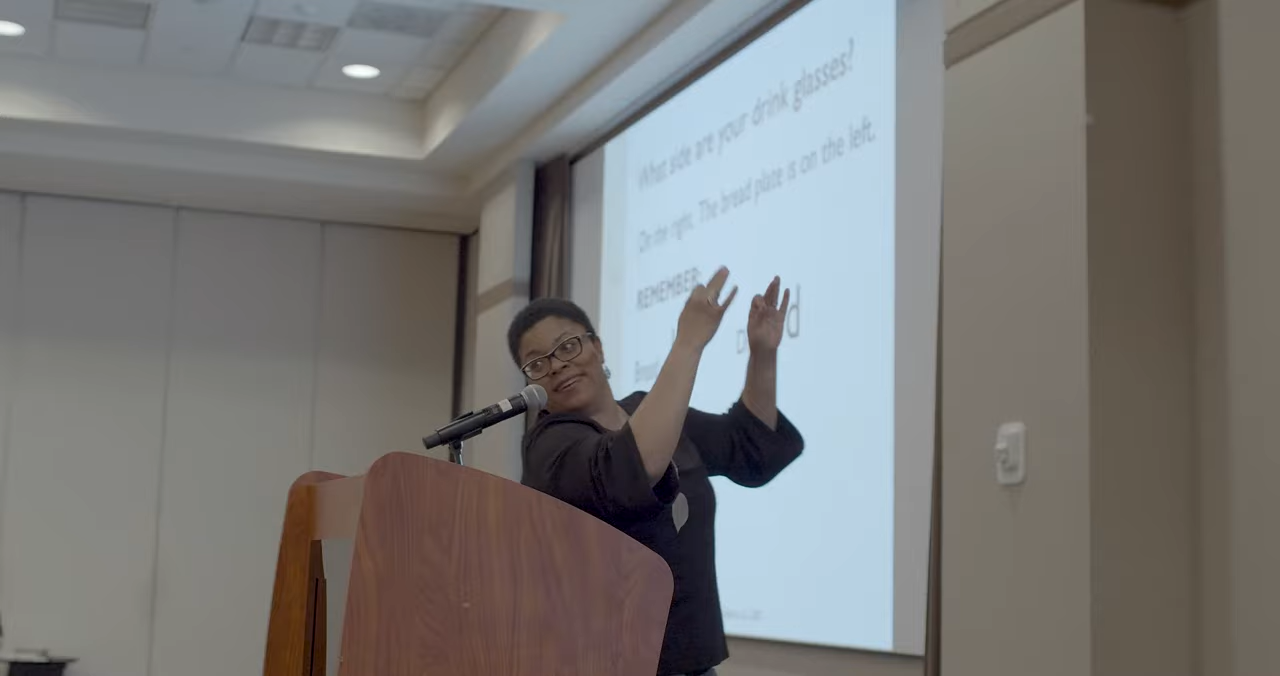 What side are your drink glasses?
On the right. The bread plate is on the left.
REMEMBER:
d